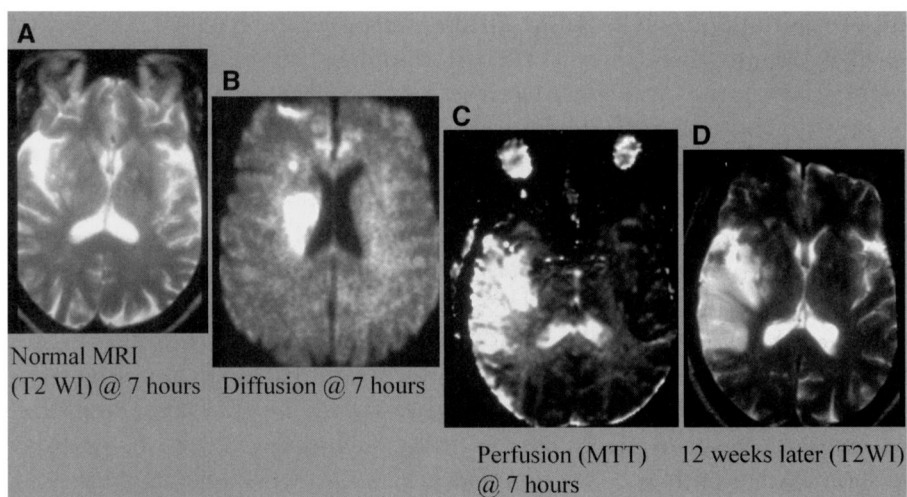 A
B
C
D
Normal MRI
(T2 WI) @ 7 hours
Diffusion @ 7 hours
Perfusion (MTT)
@ 7 hours
12 weeks later (T2WI)